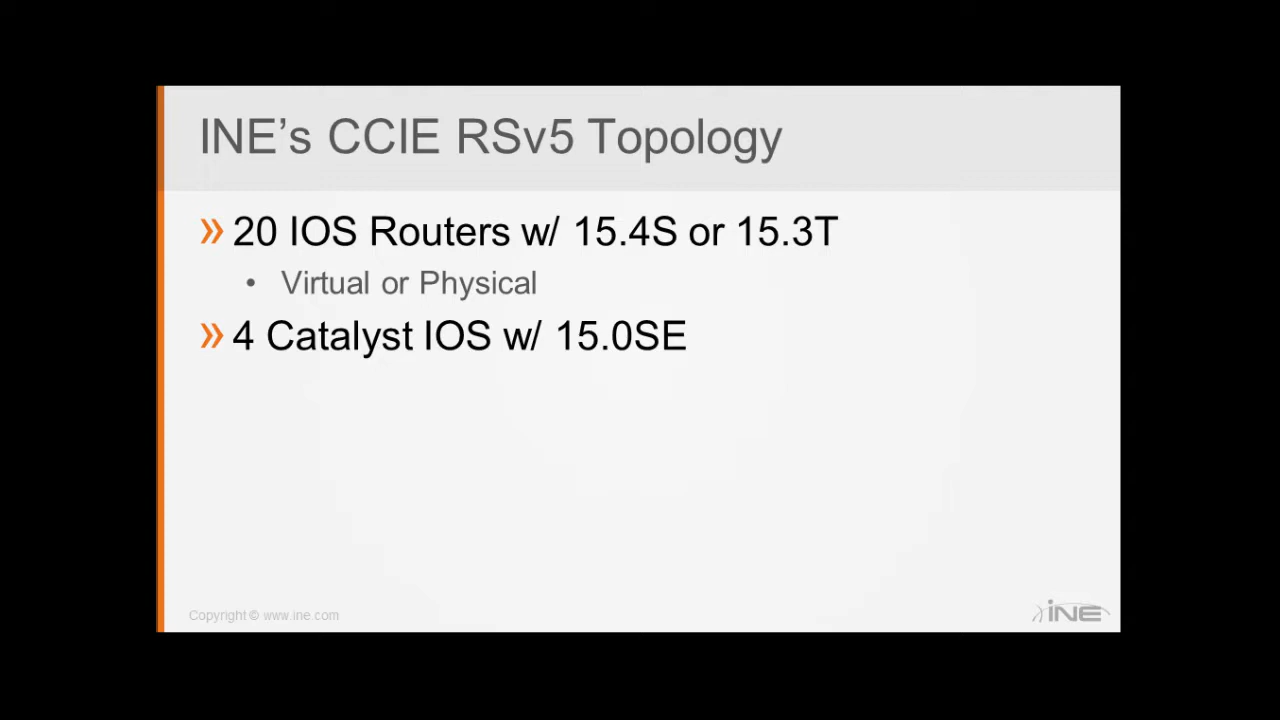 INE's CCIE RSv5 Topology
» 20 IOS Routers w/ 15.4S or 15.3T
• Virtual or Physical
» 4 Catalyst IOS w/ 15.0SE
Copyright © www.ine.com
iNE